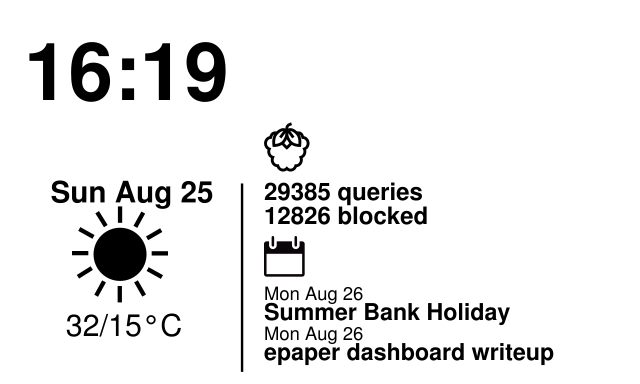 16:19
Sun Aug 25
32/15°C
29385 queries
12826 blocked
Mon Aug 26
Summer Bank Holiday
Mon Aug 26
epaper dashboard writeup